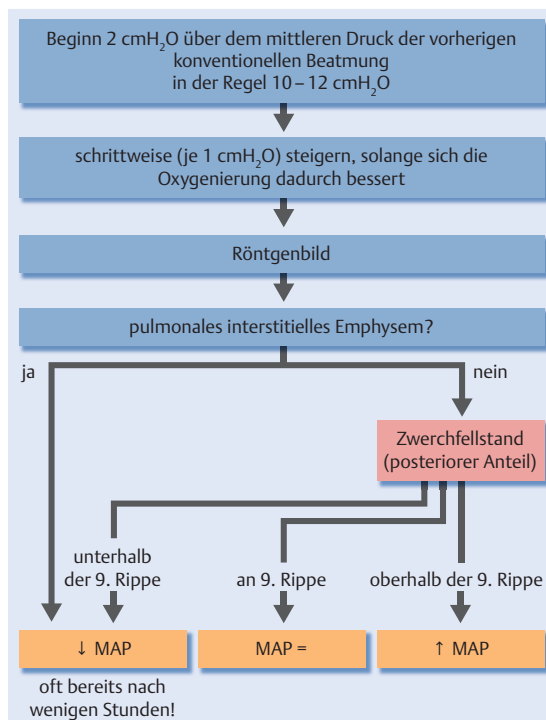 Beginn 2 cmH₂O über dem mittleren Druck der vorherigen
konventionellen Beatmung
in der Regel 10 – 12 cmH₂O
schrittweise (je 1 cmH₂O) steigern, solange sich die
Oxygenierung dadurch bessert
Röntgenbild
pulmonales interstitielles Emphysem?
ja
nein
Zwerchfellstand
(posteriorer Anteil)
unterhalb
der 9. Rippe
an 9. Rippe
oberhalb der 9. Rippe
↓ MAP
MAP =
↑ MAP
oft bereits nach
wenigen Stunden!